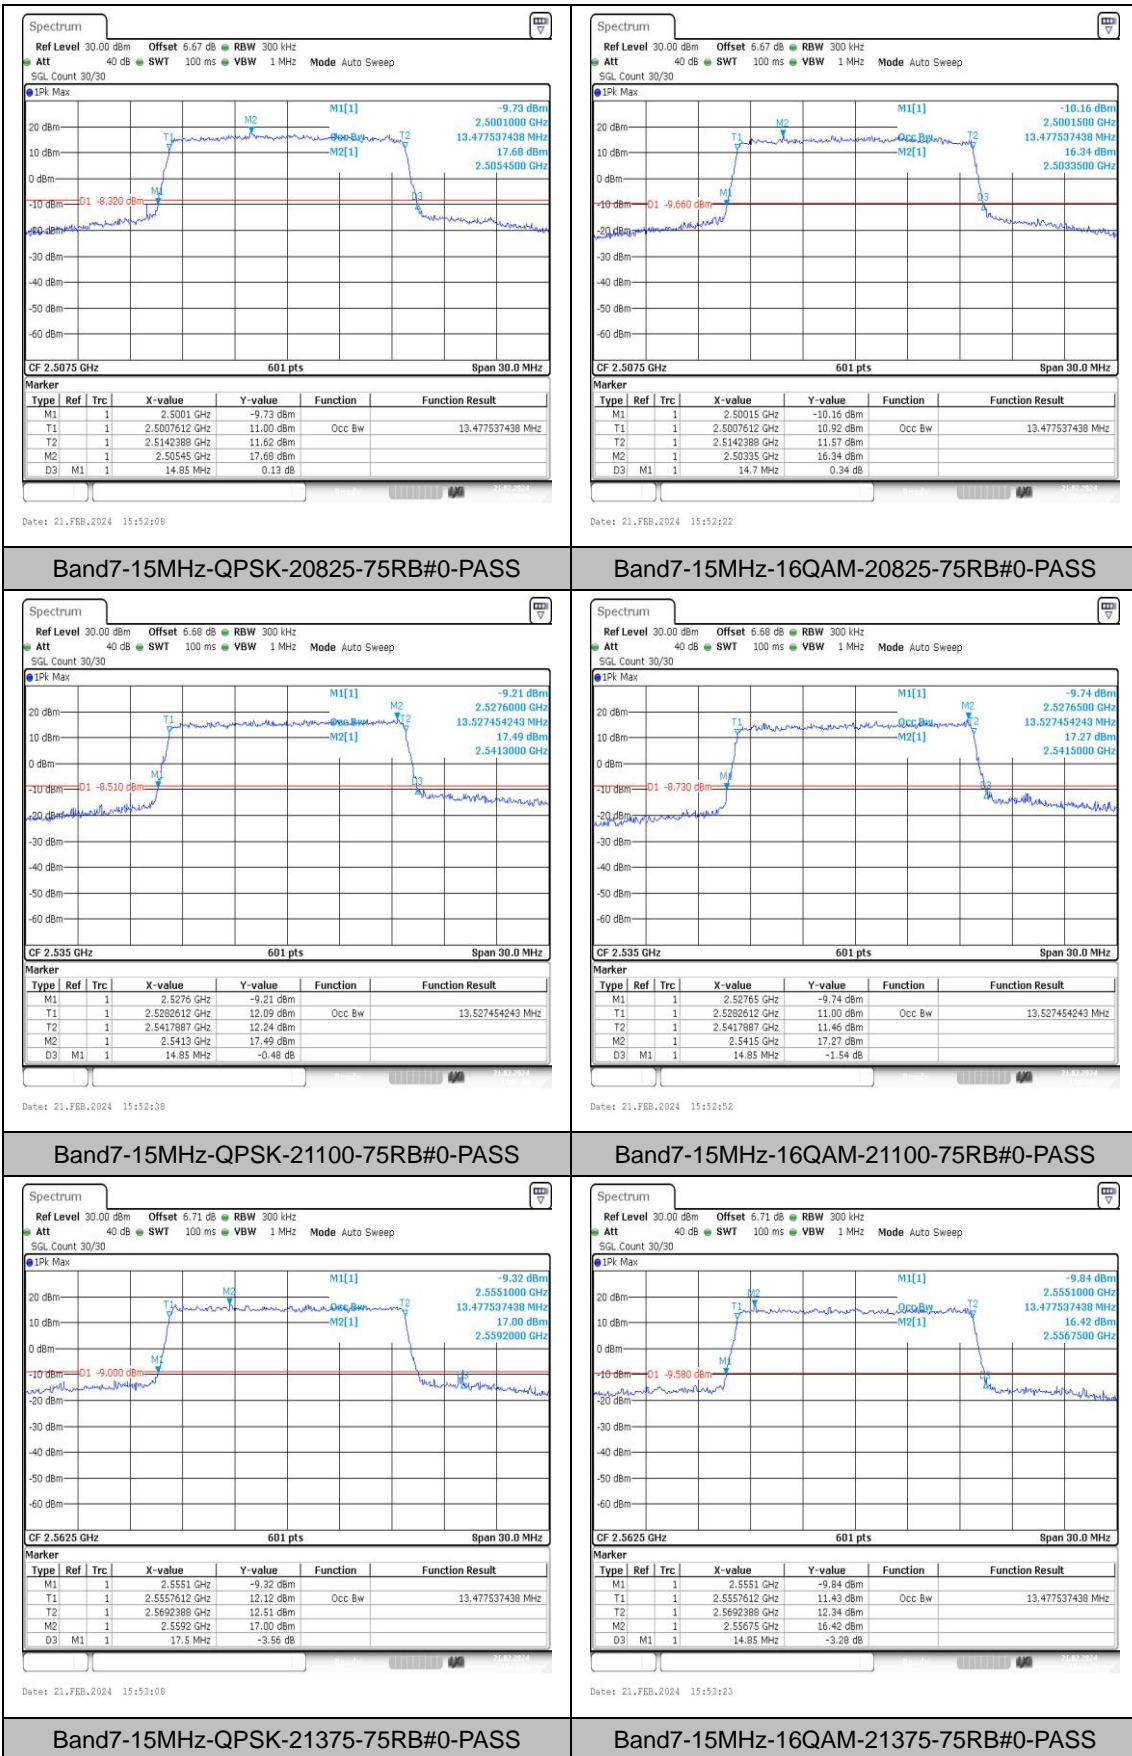 Spectrum
Ref Level 30.00 dBm Offset 6.67 dB RBW 300 kHz
Att 40 dB SWT 100 ms VBW 1 MHz Mode Auto Sweep
SGL Count 30/30
1Pk Max
M1[1] -9.73 dBm
2.5001000 GHz
Occ Bw 13.477537438 MHz
M2[1] 17.68 dBm
2.5054500 GHz
M2
T1
T2
M1
D3
D1 -8.320 dBm
20 dBm
10 dBm
0 dBm
-10 dBm
-20 dBm
-30 dBm
-40 dBm
-50 dBm
-60 dBm
CF 2.5075 GHz 601 pts Span 30.0 MHz
Marker
Type Ref Trc X-value Y-value Function Function Result
M1 1 2.5001 GHz -9.73 dBm
T1 1 2.5007612 GHz 11.00 dBm Occ Bw 13.477537438 MHz
T2 1 2.5142388 GHz 11.62 dBm
M2 1 2.50545 GHz 17.68 dBm
D3 M1 1 14.85 MHz 0.13 dB
Date: 21.FEB.2024 15:52:08
Band7-15MHz-QPSK-20825-75RB#0-PASS
Spectrum
Ref Level 30.00 dBm Offset 6.67 dB RBW 300 kHz
Att 40 dB SWT 100 ms VBW 1 MHz Mode Auto Sweep
SGL Count 30/30
1Pk Max
M1[1] -10.16 dBm
2.5001500 GHz
Occ Bw 13.477537438 MHz
M2[1] 16.34 dBm
2.5033500 GHz
M2
T1
T2
M1
D3
D1 -9.660 dBm
20 dBm
10 dBm
0 dBm
-10 dBm
-20 dBm
-30 dBm
-40 dBm
-50 dBm
-60 dBm
CF 2.5075 GHz 601 pts Span 30.0 MHz
Marker
Type Ref Trc X-value Y-value Function Function Result
M1 1 2.50015 GHz -10.16 dBm
T1 1 2.5007612 GHz 10.92 dBm Occ Bw 13.477537438 MHz
T2 1 2.5142388 GHz 11.57 dBm
M2 1 2.50335 GHz 16.34 dBm
D3 M1 1 14.7 MHz 0.34 dB
Date: 21.FEB.2024 15:52:22
Band7-15MHz-16QAM-20825-75RB#0-PASS
Spectrum
Ref Level 30.00 dBm Offset 6.68 dB RBW 300 kHz
Att 40 dB SWT 100 ms VBW 1 MHz Mode Auto Sweep
SGL Count 30/30
1Pk Max
M1[1] -9.21 dBm
2.5276000 GHz
Occ Bw 13.527454243 MHz
M2[1] 17.49 dBm
2.5413000 GHz
M2
T1
T2
M1
D3
D1 -8.510 dBm
20 dBm
10 dBm
0 dBm
-10 dBm
-20 dBm
-30 dBm
-40 dBm
-50 dBm
-60 dBm
CF 2.535 GHz 601 pts Span 30.0 MHz
Marker
Type Ref Trc X-value Y-value Function Function Result
M1 1 2.5276 GHz -9.21 dBm
T1 1 2.5282612 GHz 12.09 dBm Occ Bw 13.527454243 MHz
T2 1 2.5417887 GHz 12.24 dBm
M2 1 2.5413 GHz 17.49 dBm
D3 M1 1 14.85 MHz -0.48 dB
Date: 21.FEB.2024 15:52:38
Band7-15MHz-QPSK-21100-75RB#0-PASS
Spectrum
Ref Level 30.00 dBm Offset 6.68 dB RBW 300 kHz
Att 40 dB SWT 100 ms VBW 1 MHz Mode Auto Sweep
SGL Count 30/30
1Pk Max
M1[1] -9.74 dBm
2.5276500 GHz
Occ Bw 13.527454243 MHz
M2[1] 17.27 dBm
2.5415000 GHz
M2
T1
T2
M1
D3
D1 -8.730 dBm
20 dBm
10 dBm
0 dBm
-10 dBm
-20 dBm
-30 dBm
-40 dBm
-50 dBm
-60 dBm
CF 2.535 GHz 601 pts Span 30.0 MHz
Marker
Type Ref Trc X-value Y-value Function Function Result
M1 1 2.52765 GHz -9.74 dBm
T1 1 2.5282612 GHz 11.00 dBm Occ Bw 13.527454243 MHz
T2 1 2.5417887 GHz 11.46 dBm
M2 1 2.5415 GHz 17.27 dBm
D3 M1 1 14.85 MHz -1.54 dB
Date: 21.FEB.2024 15:52:52
Band7-15MHz-16QAM-21100-75RB#0-PASS
Spectrum
Ref Level 30.00 dBm Offset 6.71 dB RBW 300 kHz
Att 40 dB SWT 100 ms VBW 1 MHz Mode Auto Sweep
SGL Count 30/30
1Pk Max
M1[1] -9.32 dBm
2.5551000 GHz
Occ Bw 13.477537438 MHz
M2[1] 17.00 dBm
2.5592000 GHz
M2
T1
T2
M1
D1 -9.000 dBm
20 dBm
10 dBm
0 dBm
-10 dBm
-20 dBm
-30 dBm
-40 dBm
-50 dBm
-60 dBm
CF 2.5625 GHz 601 pts Span 30.0 MHz
Marker
Type Ref Trc X-value Y-value Function Function Result
M1 1 2.5551 GHz -9.32 dBm
T1 1 2.5557612 GHz 12.12 dBm Occ Bw 13.477537438 MHz
T2 1 2.5692388 GHz 12.51 dBm
M2 1 2.5592 GHz 17.00 dBm
D3 M1 1 17.5 MHz -3.56 dB
Date: 21.FEB.2024 15:53:08
Band7-15MHz-QPSK-21375-75RB#0-PASS
Spectrum
Ref Level 30.00 dBm Offset 6.71 dB RBW 300 kHz
Att 40 dB SWT 100 ms VBW 1 MHz Mode Auto Sweep
SGL Count 30/30
1Pk Max
M1[1] -9.84 dBm
2.5551000 GHz
Occ Bw 13.477537438 MHz
M2[1] 16.42 dBm
2.5567500 GHz
M2
T1
T2
M1
D1 -9.580 dBm
20 dBm
10 dBm
0 dBm
-10 dBm
-20 dBm
-30 dBm
-40 dBm
-50 dBm
-60 dBm
CF 2.5625 GHz 601 pts Span 30.0 MHz
Marker
Type Ref Trc X-value Y-value Function Function Result
M1 1 2.5551 GHz -9.84 dBm
T1 1 2.5557612 GHz 11.43 dBm Occ Bw 13.477537438 MHz
T2 1 2.5692388 GHz 12.34 dBm
M2 1 2.55675 GHz 16.42 dBm
D3 M1 1 14.85 MHz -3.28 dB
Date: 21.FEB.2024 15:53:23
Band7-15MHz-16QAM-21375-75RB#0-PASS